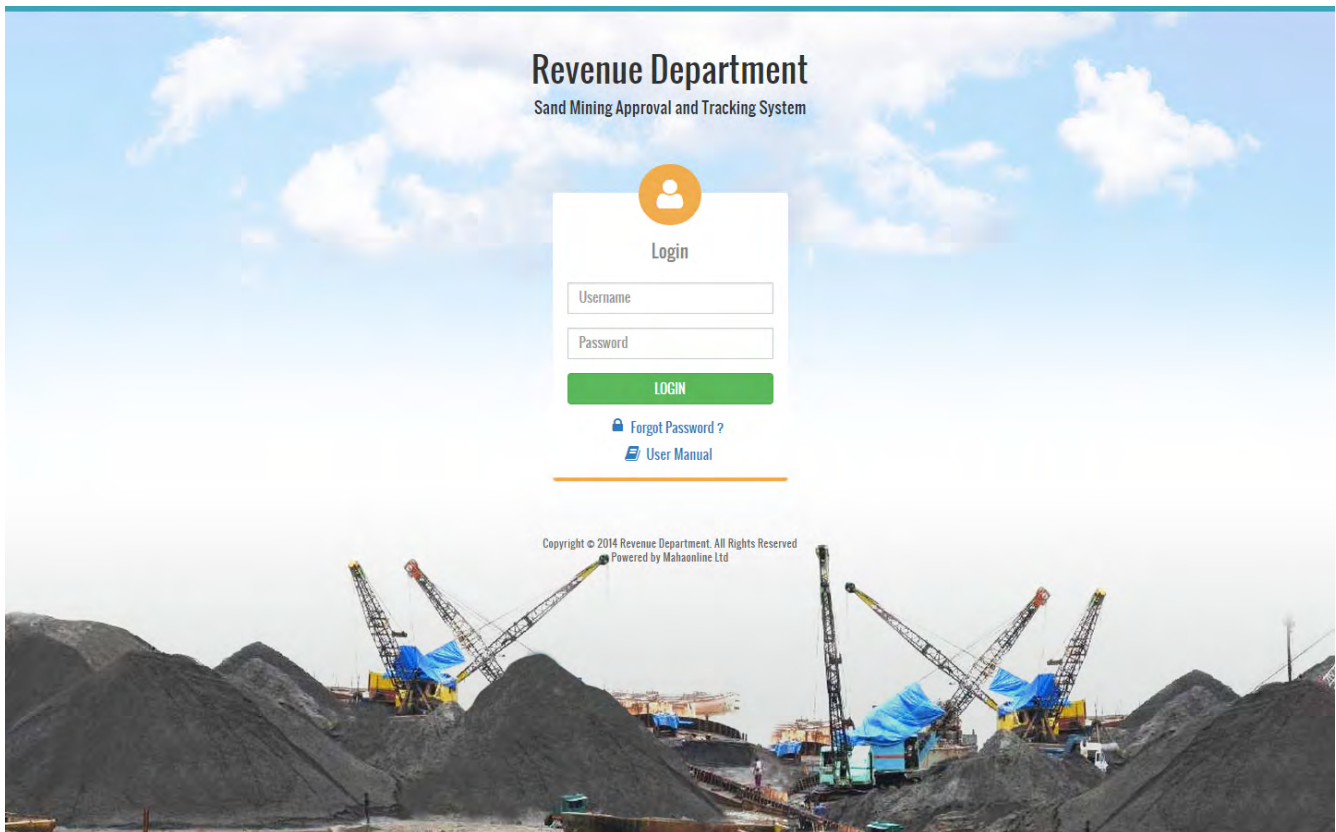 Revenue Department
Sand Mining Approval and Tracking System
Login
Username
Password
LOGIN
Forgot Password ?
User Manual
Copyright © 2014 Revenue Department. All Rights Reserved
Powered by Mahaonline Ltd